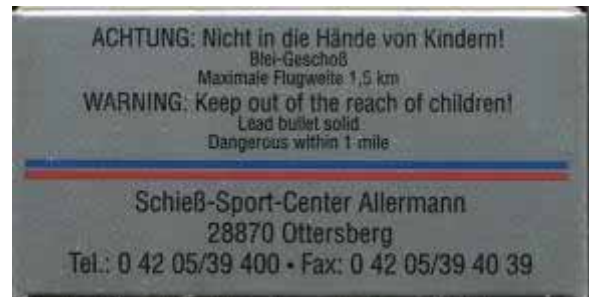 ACHTUNG: Nicht in die Hände von Kindern!
Blei-Geschoß
Maximale Flugweite 1,5 km
WARNING: Keep out of the reach of children!
Lead bullet solid
Dangerous within 1 mile
Schieß-Sport-Center Allermann
28870 Ottersberg
Tel.: 0 42 05/39 400 • Fax: 0 42 05/39 40 39